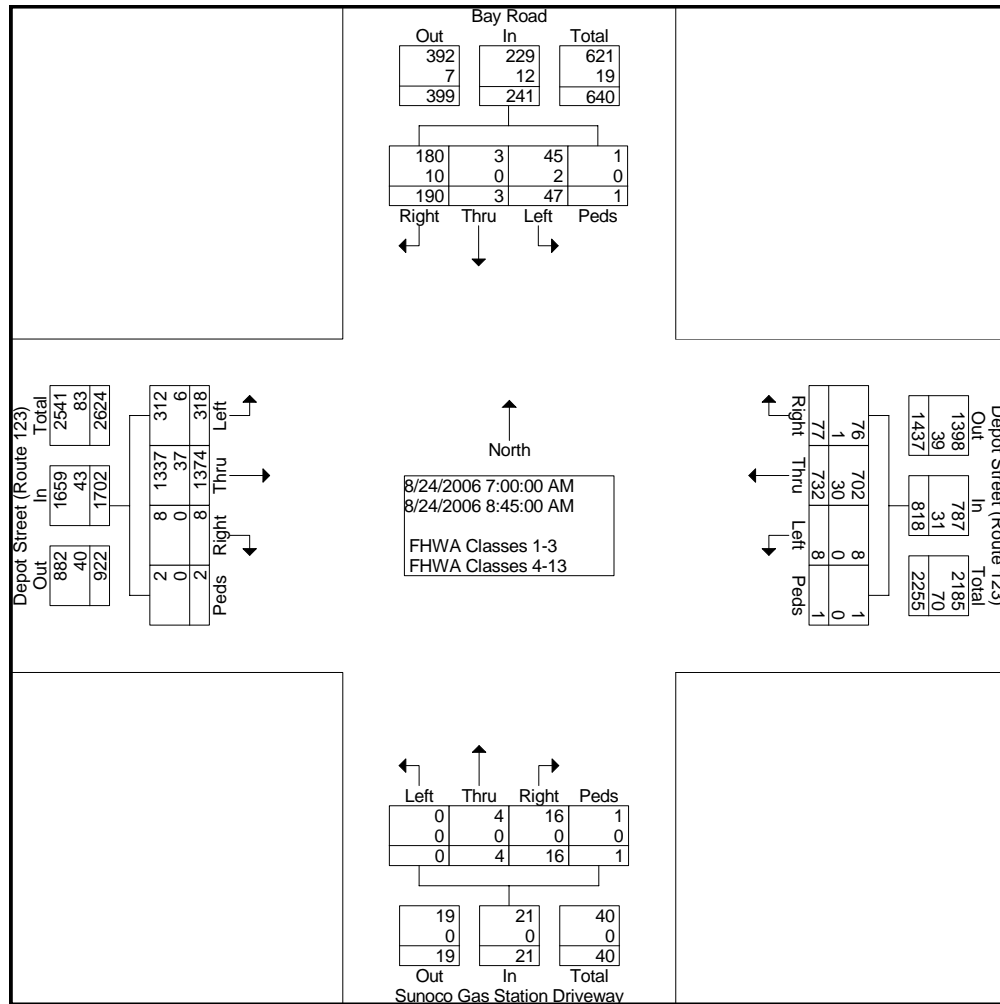 Bay Road
Out In Total
392 229 621
7 12 19
399 241 640
180 3 45 1
10 0 2 0
190 3 47 1
Right Thru Left Peds
Depot Street (Route 123)
Total In Out
2541 1659 882
83 43 40
2624 1702 922
312 1337 8 2
6 37 0 0
318 1374 8 2
Left Thru Right Peds
North
8/24/2006 7:00:00 AM
8/24/2006 8:45:00 AM
FHWA Classes 1-3
FHWA Classes 4-13
Right Thru Left Peds
77 732 8 1
1 30 0 0
76 702 8 1
1437 818 2255
39 31 70
1398 787 2185
Out In Total
Depot Street (Route 123)
Left Thru Right Peds
0 4 16 1
0 0 0 0
0 4 16 1
19 21 40
0 0 0
19 21 40
Out In Total
Sunoco Gas Station Driveway